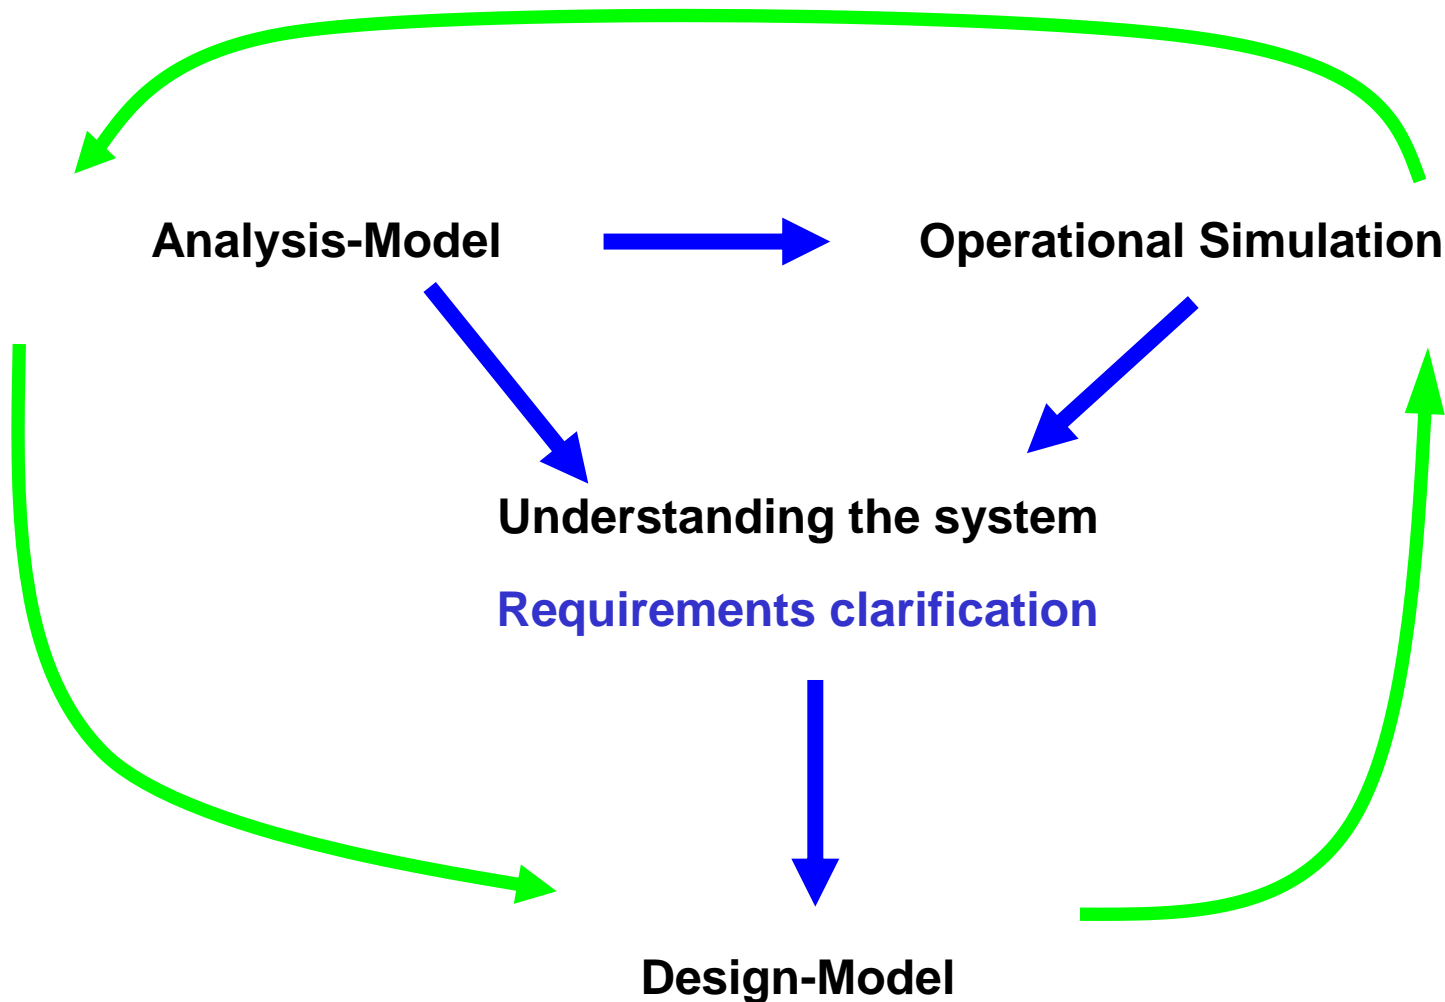 Analysis-Model
Operational Simulation
Understanding the system
Requirements clarification
Design-Model